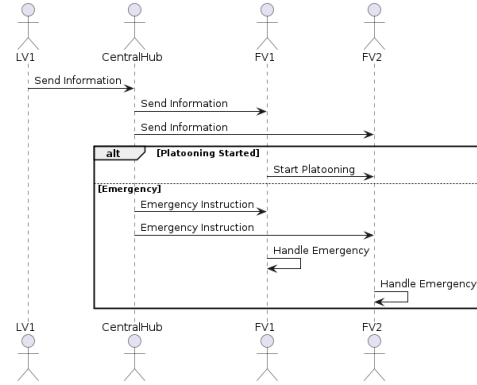 LV1 CentralHub FV1 FV2
Send Information
Send Information
Send Information
alt [Platooning Started]
Start Platooning
[Emergency]
Emergency Instruction
Emergency Instruction
Handle Emergency
Handle Emergency
LV1 CentralHub FV1 FV2